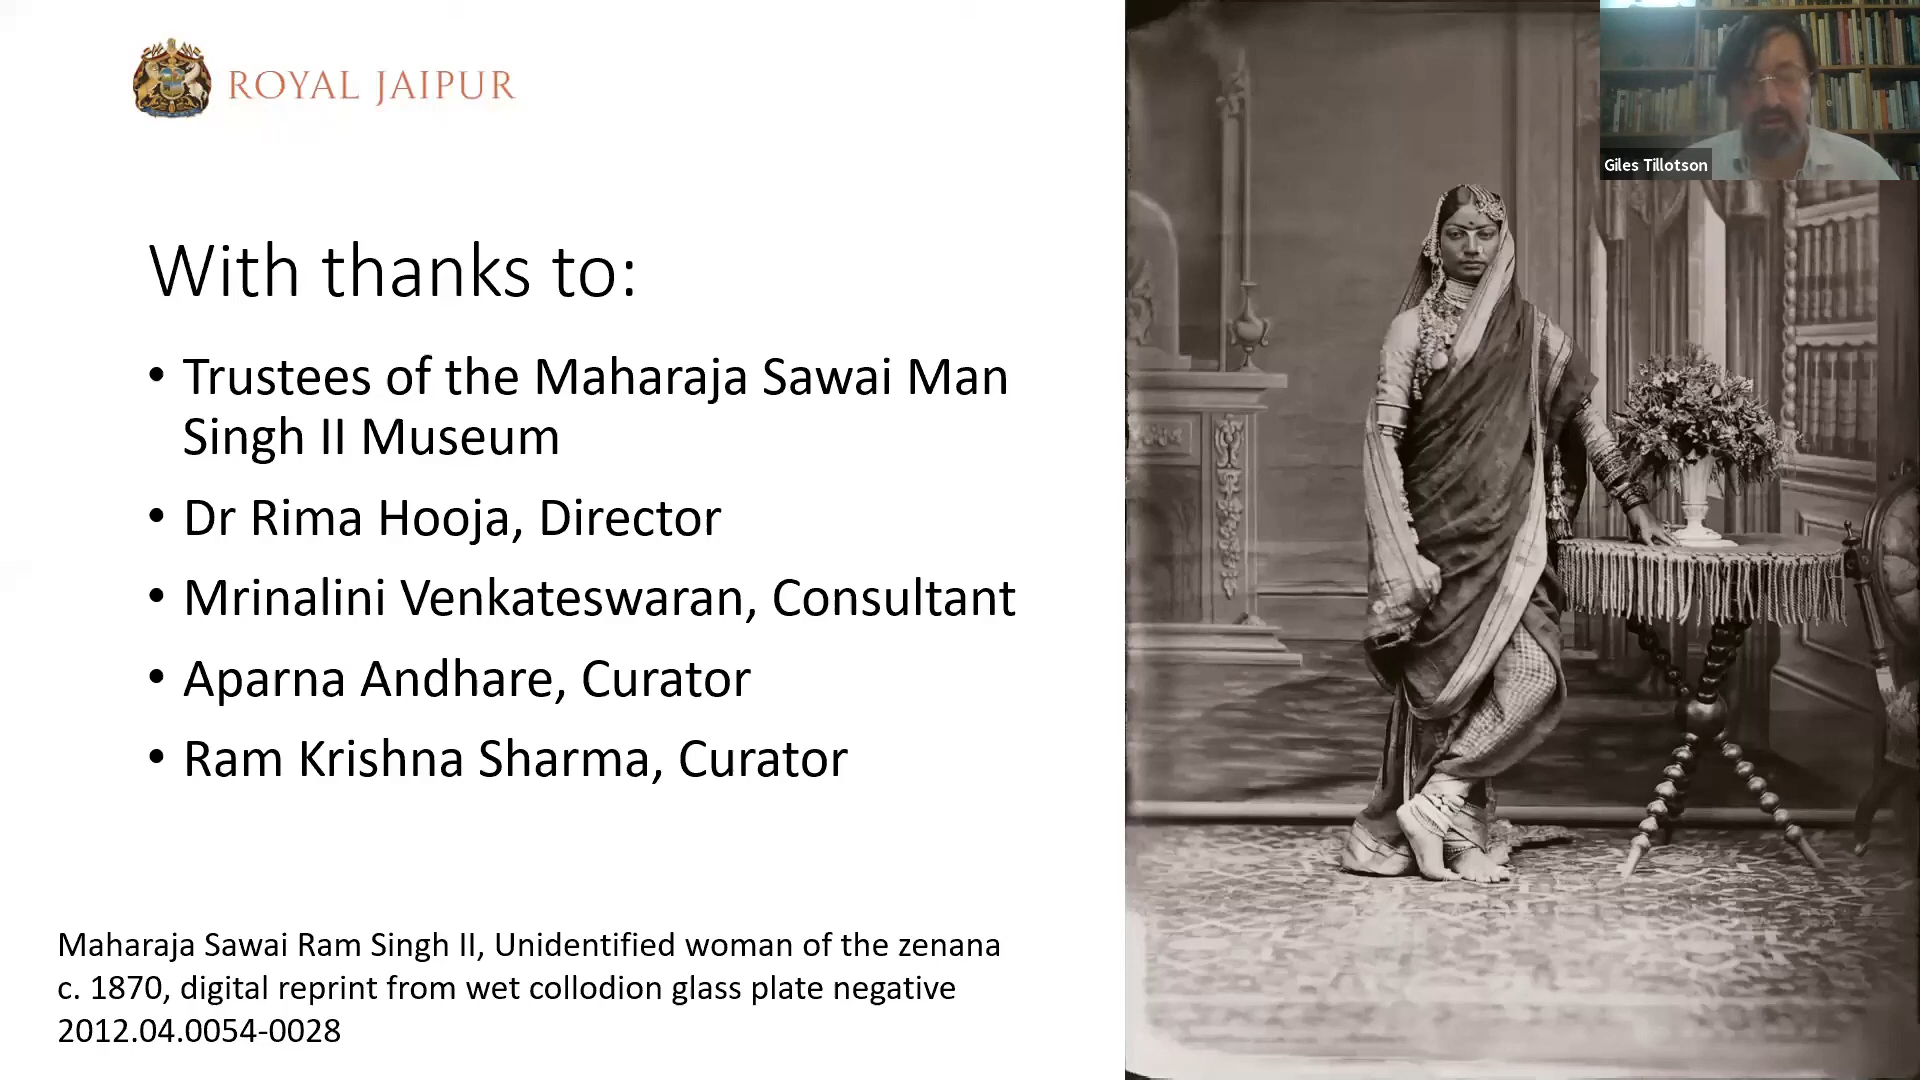 ROYAL JAIPUR
Giles Tillotson
With thanks to:
• Trustees of the Maharaja Sawai Man
Singh II Museum
• Dr Rima Hooja, Director
• Mrinalini Venkateswaran, Consultant
• Aparna Andhare, Curator
• Ram Krishna Sharma, Curator
Maharaja Sawai Ram Singh II, Unidentified woman of the zenana
c. 1870, digital reprint from wet collodion glass plate negative
2012.04.0054-0028